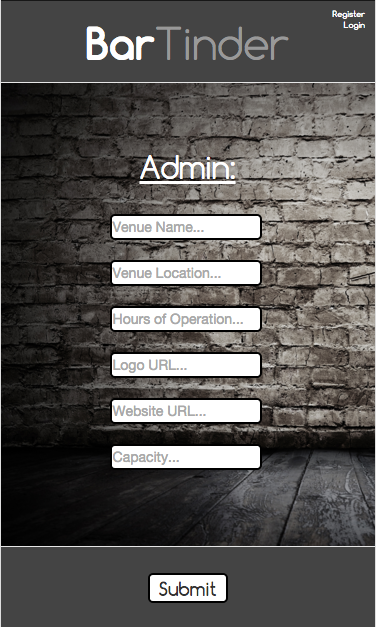 Register
Login
BarTinder
Admin:
Venue Name...
Venue Location...
Hours of Operation...
Logo URL...
Website URL...
Capacity...
Submit